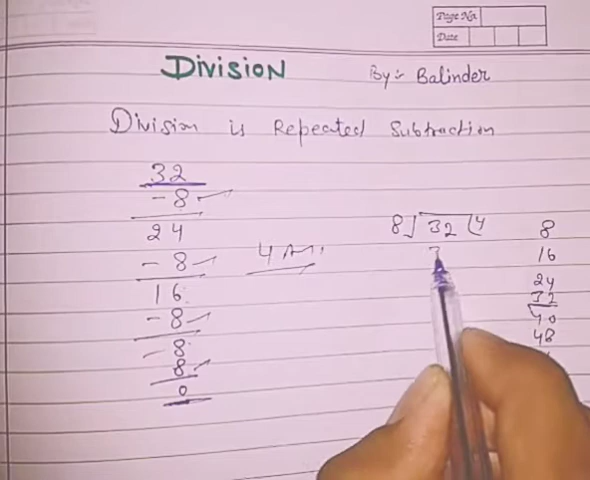 Page No.
Date
DIVISION By:- Balinder
Division is Repeated Subtraction
32
- 8
24
- 8
16
- 8
- 8
8
0
4 Ans.
8 32 4
3
8
16
24
32
40
48